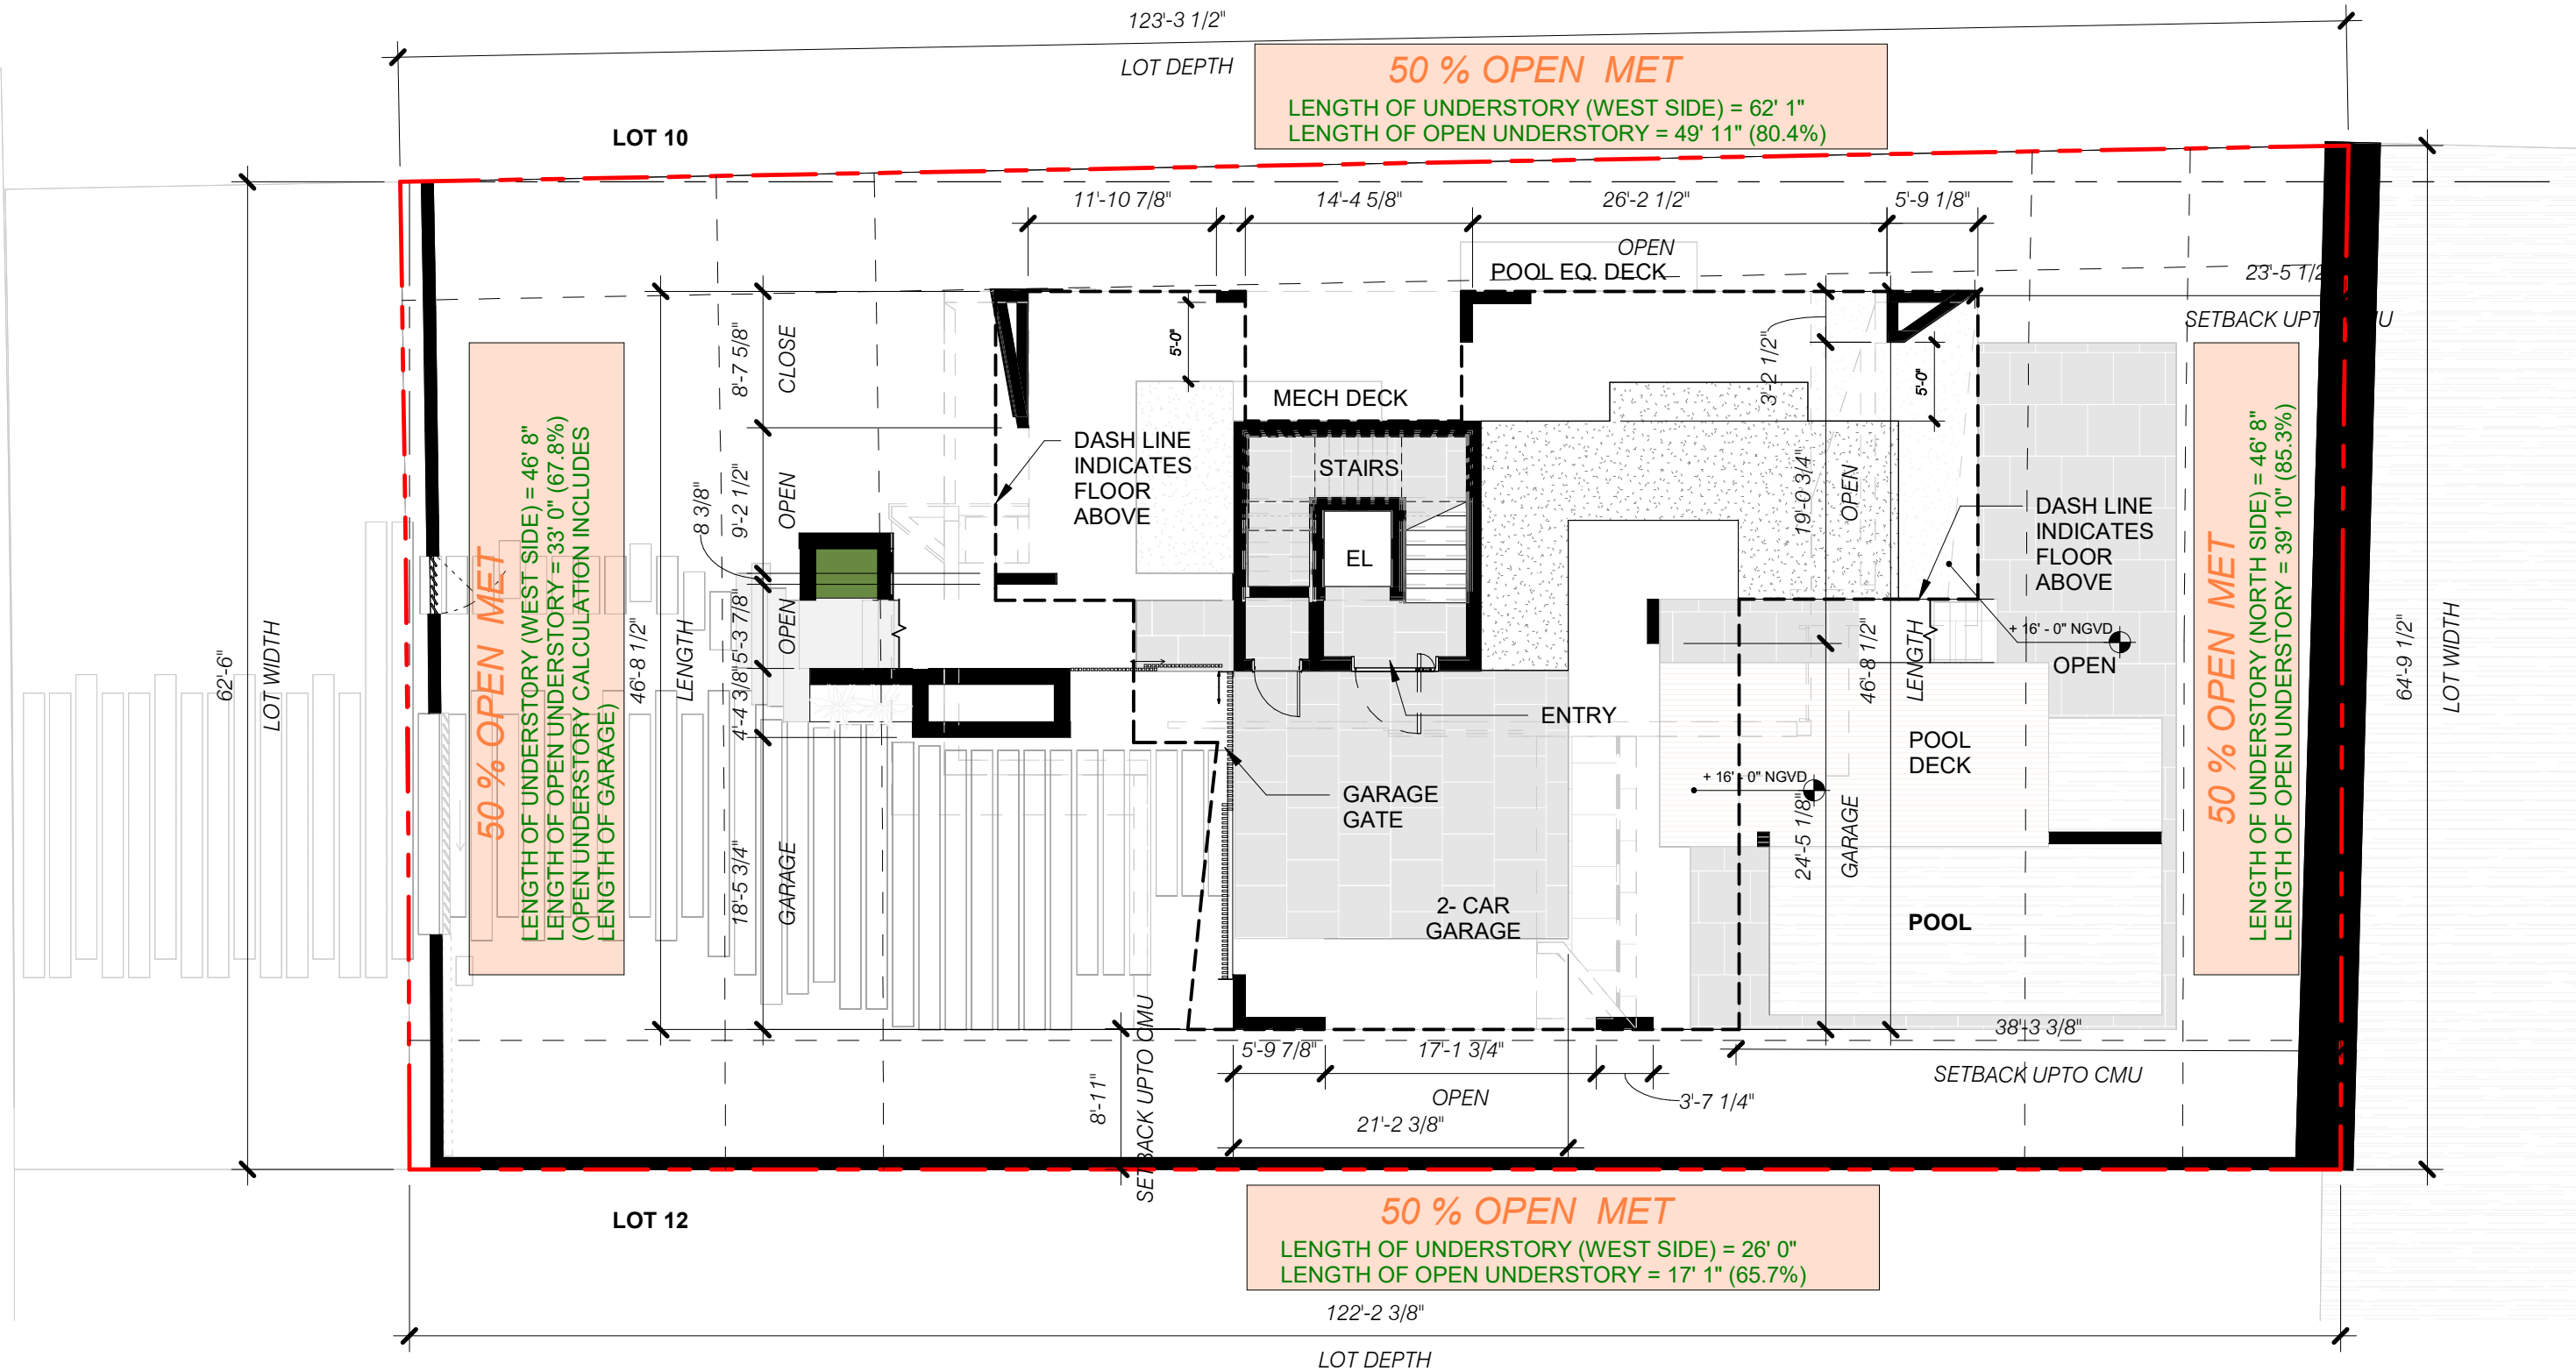 123'-3 1/2"
LOT DEPTH
50 % OPEN  MET
LENGTH OF UNDERSTORY (WEST SIDE) = 62' 1"
LENGTH OF OPEN UNDERSTORY = 49' 11" (80.4%)
LOT 10
11'-10 7/8"
14'-4 5/8"
26'-2 1/2"
5'-9 1/8"
OPEN
POOL EQ. DECK
23'-5 1/2
SETBACK UPTO
MU
8'-7 5/8"
CLOSE
5'-0"
3'-2 1/2"
5'-0"
MECH DECK
DASH LINE
INDICATES
FLOOR
ABOVE
STAIRS
EL
9'-2 1/2"
OPEN
8 3/8"
19'-0 3/4"
OPEN
DASH LINE
INDICATES
FLOOR
ABOVE
50 % OPEN  MET
LENGTH OF UNDERSTORY (WEST SIDE) = 46' 8"
LENGTH OF OPEN UNDERSTORY = 33' 0" (67.8%)
(OPEN UNDERSTORY CALCULATION INCLUDES
LENGTH OF GARAGE)
50 % OPEN  MET
LENGTH OF UNDERSTORY (NORTH SIDE) = 46' 8"
LENGTH OF OPEN UNDERSTORY = 39' 10" (85.3%)
62'-6"
LOT WIDTH
46'-8 1/2"
LENGTH
5'-3 7/8"
OPEN
4'-4 3/8"
46'-8 1/2"
LENGTH
+ 16' - 0" NGVD
OPEN
64'-9 1/2"
LOT WIDTH
ENTRY
POOL
DECK
+ 16' - 0" NGVD
GARAGE
GATE
18'-5 3/4"
GARAGE
24'-5 1/8"
GARAGE
2- CAR
GARAGE
POOL
8'-11"
SETBACK UPTO CMU
5'-9 7/8"
17'-1 3/4"
38'-3 3/8"
SETBACK UPTO CMU
OPEN
3'-7 1/4"
21'-2 3/8"
LOT 12
50 % OPEN  MET
LENGTH OF UNDERSTORY (WEST SIDE) = 26' 0"
LENGTH OF OPEN UNDERSTORY = 17' 1" (65.7%)
122'-2 3/8"
LOT DEPTH